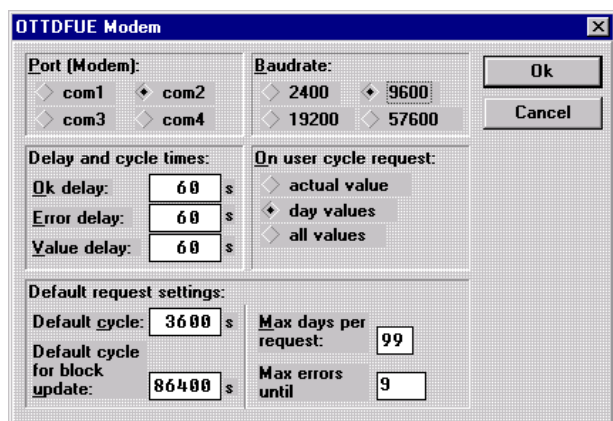 OTTDFUE Modem
Port (Modem):
com1 com2
com3 com4
Baudrate:
2400 9600
19200 57600
Ok
Cancel
Delay and cycle times:
Ok delay: 60 s
Error delay: 60 s
Value delay: 60 s
On user cycle request:
actual value
day values
all values
Default request settings:
Default cycle: 3600 s
Default cycle
for block
update: 86400 s
Max days per
request: 99
Max errors
until 9